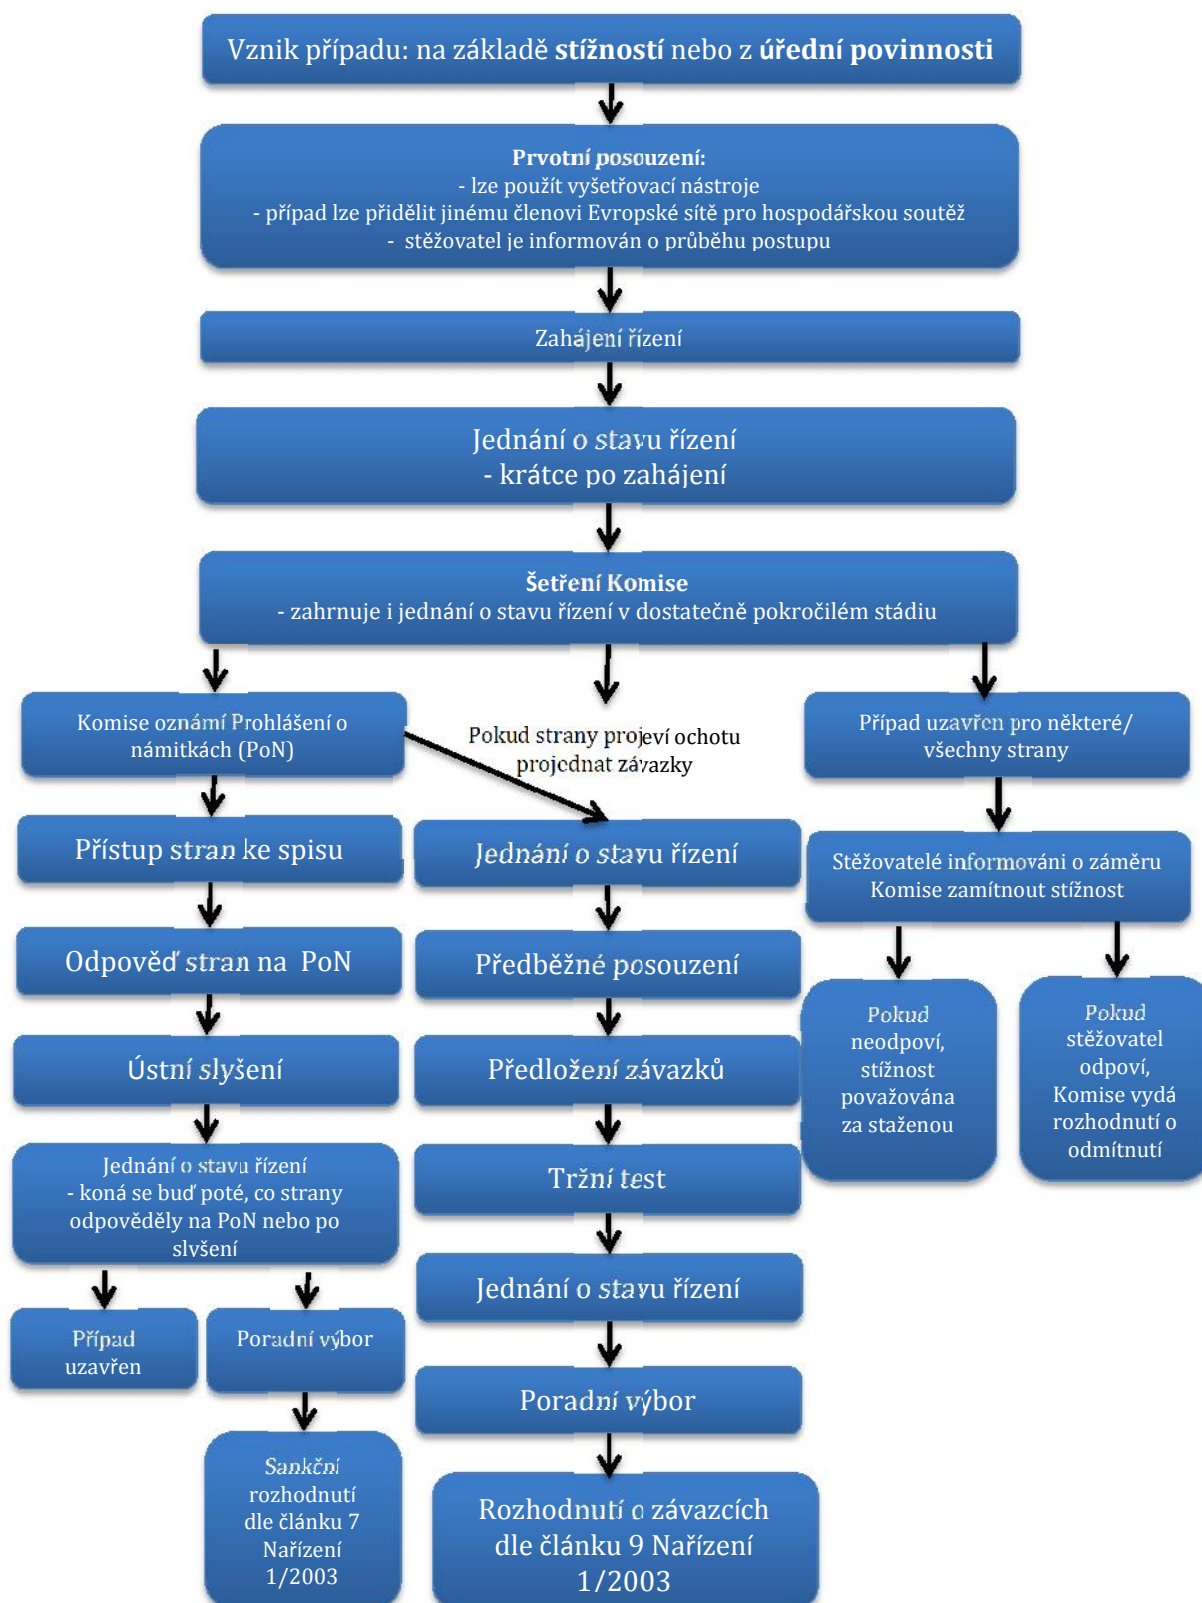 Vznik případu: na základě stížností nebo z úřední povinnosti
Prvotní posouzení:
- lze použít vyšetřovací nástroje
- případ lze přidělit jinému členovi Evropské sítě pro hospodářskou soutěž
- stěžovatel je informován o průběhu postupu
Zahájení řízení
Jednání o stavu řízení
- krátce po zahájení
Šetření Komise
- zahrnuje i jednání o stavu řízení v dostatečně pokročilém stádiu
Komise oznámí Prohlášení o
námitkách (PoN)
Přístup stran ke spisu
Odpověď stran na PoN
Ústní slyšení
Jednání o stavu řízení
- koná se buď poté, co strany
odpověděly na PoN nebo po
slyšení
Případ
uzavřen
Poradní výbor
Sankční
rozhodnutí
dle článku 7
Nařízení
1/2003
Pokud strany projeví ochotu
projednat závazky
Jednání o stavu řízení
Předběžné posouzení
Předložení závazků
Tržní test
Jednání o stavu řízení
Poradní výbor
Rozhodnutí o závazcích
dle článku 9 Nařízení
1/2003
Případ uzavřen pro některé/
všechny strany
Stěžovatelé informováni o záměru
Komise zamítnout stížnost
Pokud
neodpoví,
stížnost
považována
za staženou
Pokud
stěžovatel
odpoví,
Komise vydá
rozhodnutí o
odmítnutí